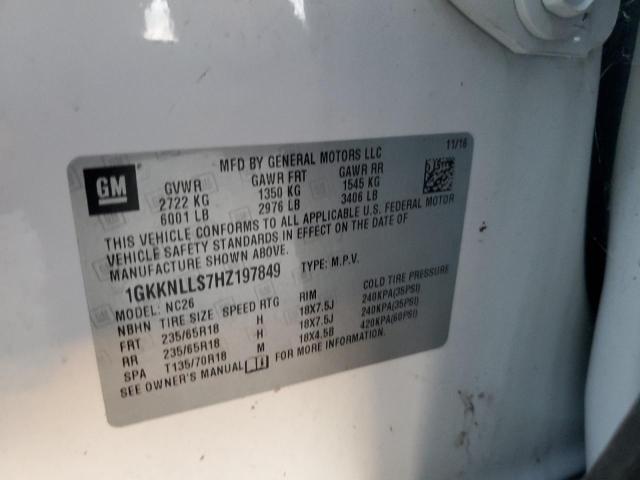 MFD BY GENERAL MOTORS LLC 11/16
GM
GVWR GAWR FRT GAWR RR
2722 KG 1350 KG 1545 KG
6001 LB 2976 LB 3406 LB
THIS VEHICLE CONFORMS TO ALL APPLICABLE U.S. FEDERAL MOTOR
VEHICLE SAFETY STANDARDS IN EFFECT ON THE DATE OF
MANUFACTURE SHOWN ABOVE.
1GKKNLLS7HZ197849 TYPE: M.P.V.
MODEL: NC26
NBHN TIRE SIZE SPEED RTG RIM COLD TIRE PRESSURE
FRT 235/65R18 H 18X7.5J 240KPA(35PSI)
RR 235/65R18 H 18X7.5J 240KPA(35PSI)
SPA T135/70R18 M 18X4.5B 420KPA(60PSI)
SEE OWNER'S MANUAL FOR MORE INFORMATION.